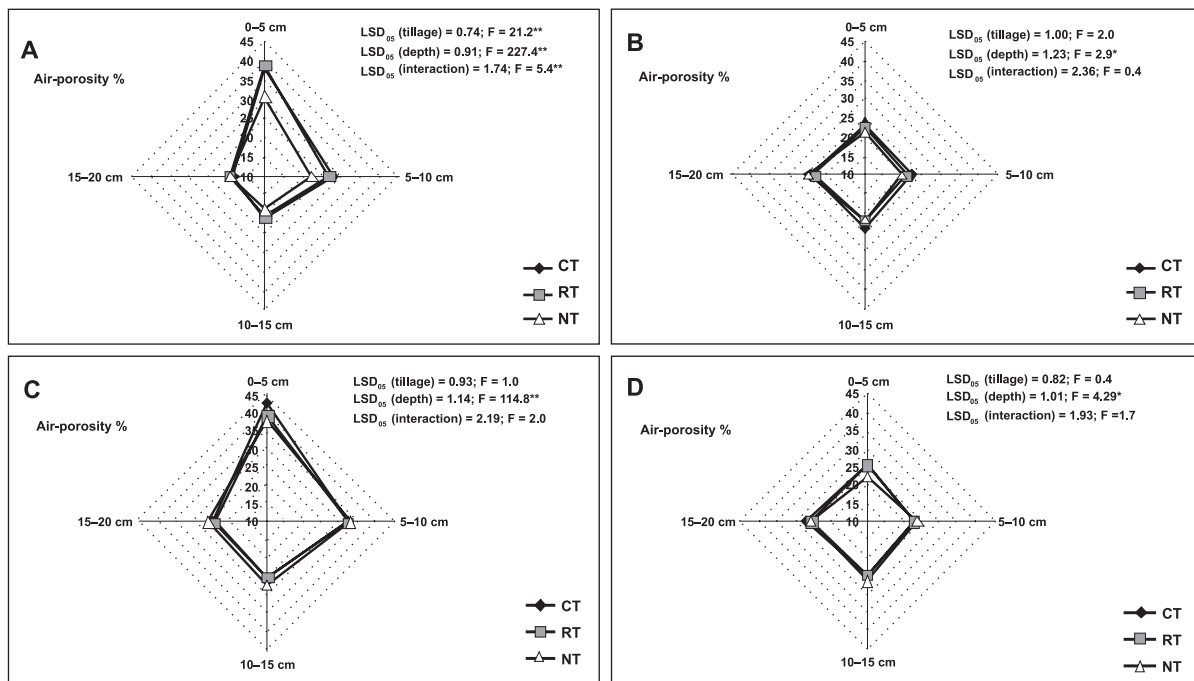 A
0–5 cm
LSD05 (tillage) = 0.74; F = 21.2**
LSD05 (depth) = 0.91; F = 227.4**
LSD05 (interaction) = 1.74; F = 5.4**
Air-porosity %
45
40
35
30
25
20
15
10
15–20 cm
5–10 cm
10–15 cm
CT
RT
NT
B
0–5 cm
LSD05 (tillage) = 1.00; F = 2.0
LSD05 (depth) = 1.23; F = 2.9*
LSD05 (interaction) = 2.36; F = 0.4
Air-porosity %
45
40
35
30
25
20
15
10
15–20 cm
5–10 cm
10–15 cm
CT
RT
NT
C
0–5 cm
LSD05 (tillage) = 0.93; F = 1.0
LSD05 (depth) = 1.14; F = 114.8**
LSD05 (interaction) = 2.19; F = 2.0
Air-porosity %
45
40
35
30
25
20
15
10
15–20 cm
5–10 cm
10–15 cm
CT
RT
NT
D
0–5 cm
LSD05 (tillage) = 0.82; F = 0.4
LSD05 (depth) = 1.01; F = 4.29*
LSD05 (interaction) = 1.93; F =1.7
Air-porosity %
45
40
35
30
25
20
15
10
15–20 cm
5–10 cm
10–15 cm
CT
RT
NT